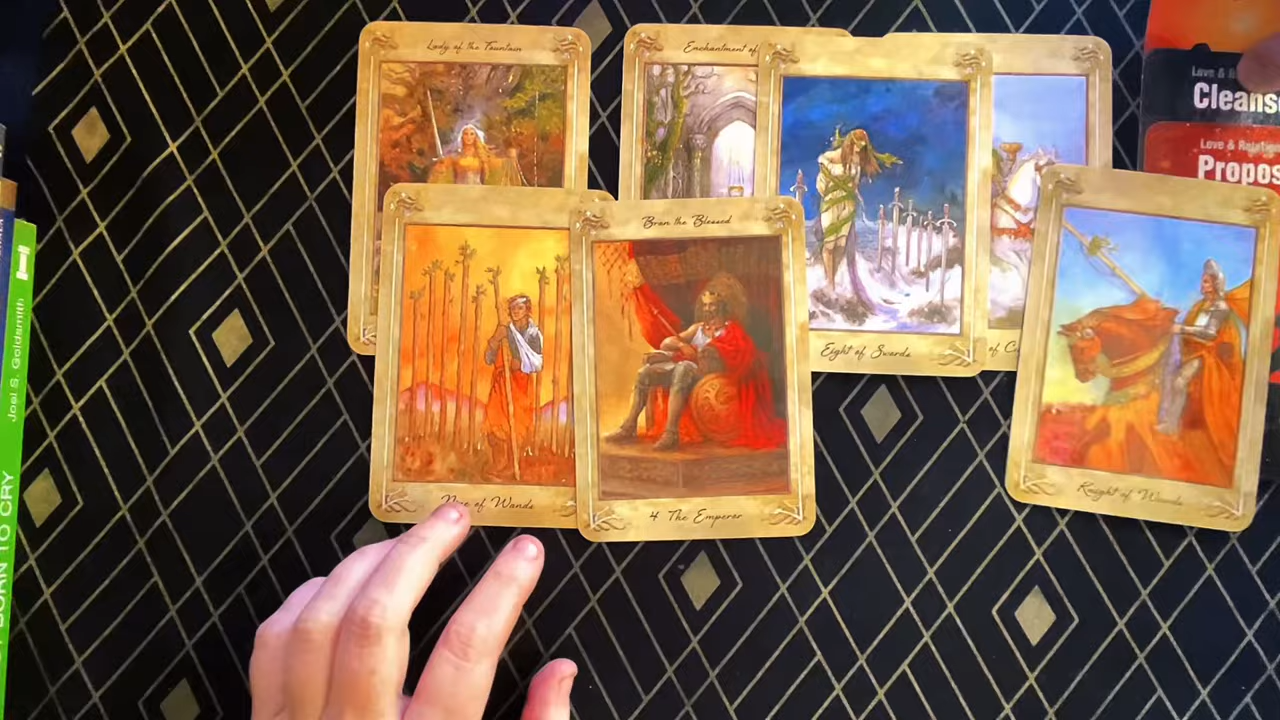 Lady of the Fountain
Enchantment of
Love &
Cleans
Love & Relation
Propos
Bran the Blessed
Eight of Swords
of C
Knight of Wands
Nine of Wands
4 The Emperor
Joel S. Goldsmith
BORN TO CRY